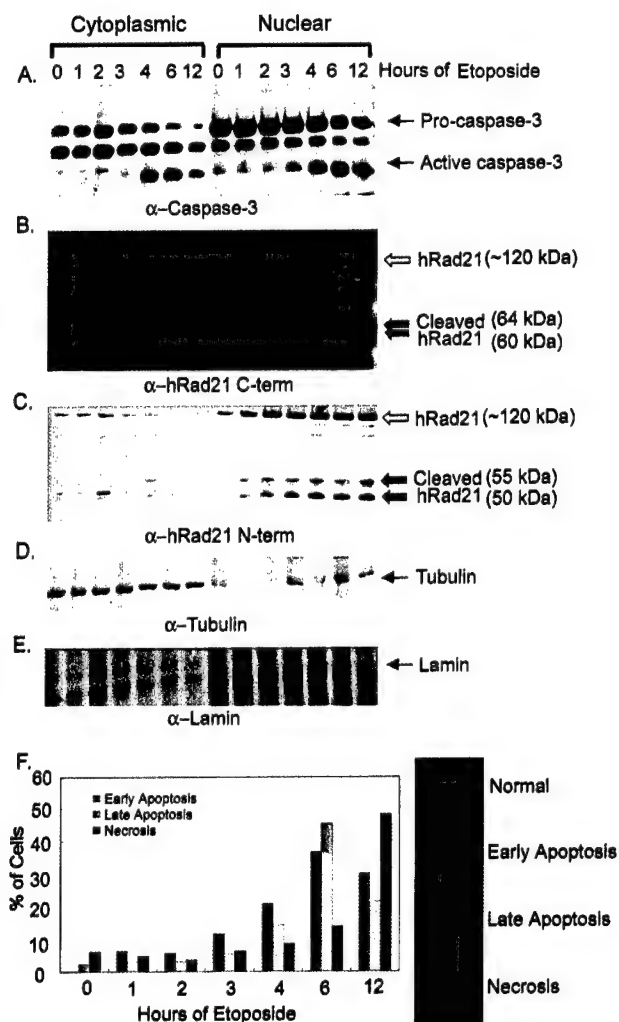 Cytoplasmic Nuclear
A. 0 1 2 3 4 6 12 0 1 2 3 4 6 12 Hours of Etoposide
Pro-caspase-3
Active caspase-3
α–Caspase-3
B.
hRad21 (~120 kDa)
Cleaved (64 kDa)
hRad21 (60 kDa)
α–hRad21 C-term
C.
hRad21 (~120 kDa)
Cleaved (55 kDa)
hRad21 (50 kDa)
α–hRad21 N-term
D.
Tubulin
α–Tubulin
E.
Lamin
α–Lamin
F.
60
50
40
30
20
10
0
% of Cells
Early Apoptosis
Late Apoptosis
Necrosis
0 1 2 3 4 6 12
Hours of Etoposide
Normal
Early Apoptosis
Late Apoptosis
Necrosis